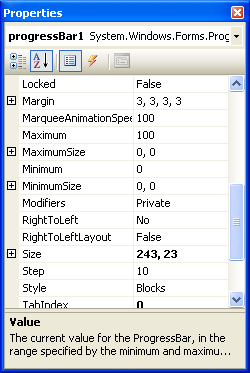 Properties
progressBar1 System.Windows.Forms.Prog
Locked False
Margin 3, 3, 3, 3
MarqueeAnimationSpee 100
Maximum 100
MaximumSize 0, 0
Minimum 0
MinimumSize 0, 0
Modifiers Private
RightToLeft No
RightToLeftLayout False
Size 243, 23
Step 10
Style Blocks
TabIndex 0
Value
The current value for the ProgressBar, in the
range specified by the minimum and maximu...